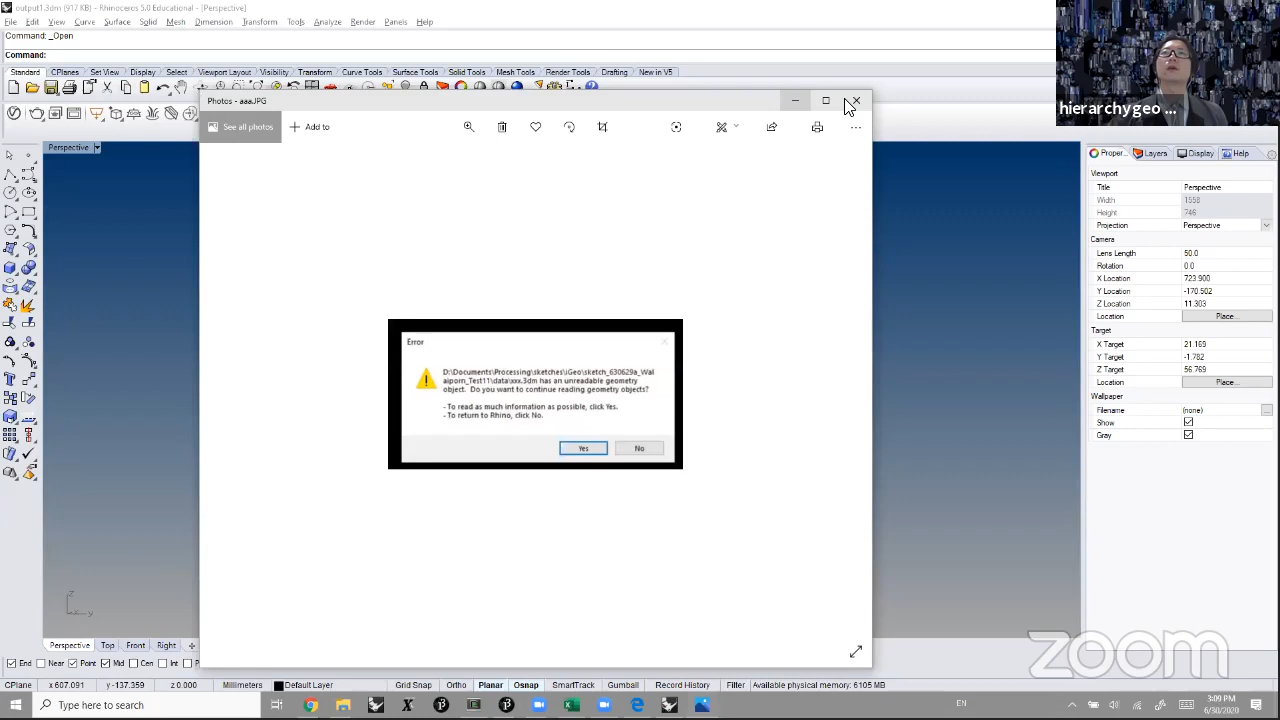 output1.3dm (917 KB) - Rhinoceros 5.0 Educational - [Perspective]
File Edit View Curve Surface Solid Mesh Dimension Transform Tools Analyze Render Panels Help
Command: _Open
Command:
Standard CPlanes Set View Display Select Viewport Layout Visibility Transform Curve Tools Surface Tools Solid Tools Mesh Tools Render Tools Drafting New in V5
hierarchygeo ...
Photos - aaa.JPG
See all photos Add to
Perspective
Proper... Layers Display Help
Viewport
Title Perspective
Width 1558
Height 746
Projection Perspective
Camera
Lens Length 50.0
Rotation 0.0
X Location 723.900
Y Location -170.502
Z Location 11.303
Location Place...
Target
X Target 21.169
Y Target -1.782
Z Target 56.769
Location Place...
Wallpaper
Filename (none) ...
Show
Gray
Error
D:\Documents\Processing\sketches\iGeo\sketch_630629a_Wal
aiporn_Test11\data\xxx.3dm has an unreadable geometry
object. Do you want to continue reading geometry objects?
- To read as much information as possible, click Yes.
- To return to Rhino, click No.
Yes No
z
x y
Perspective Top Front Right
End Near Point Mid Cen Int
zoom
CPlane x 607.091 y -137.359 z 0.000 Millimeters Default Layer Grid Snap Ortho Planar Osnap SmartTrack Gumball Record History Filter Available physical memory: 6105 MB
Type here to search
EN
3:09 PM
6/30/2020